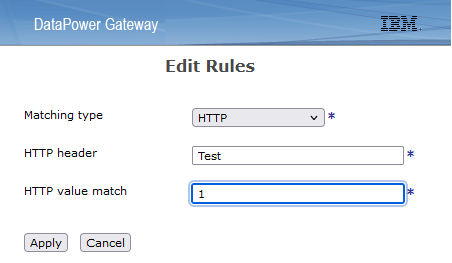 DataPower Gateway
IBM
Edit Rules
Matching type HTTP *
HTTP header Test *
HTTP value match 1 *
Apply Cancel